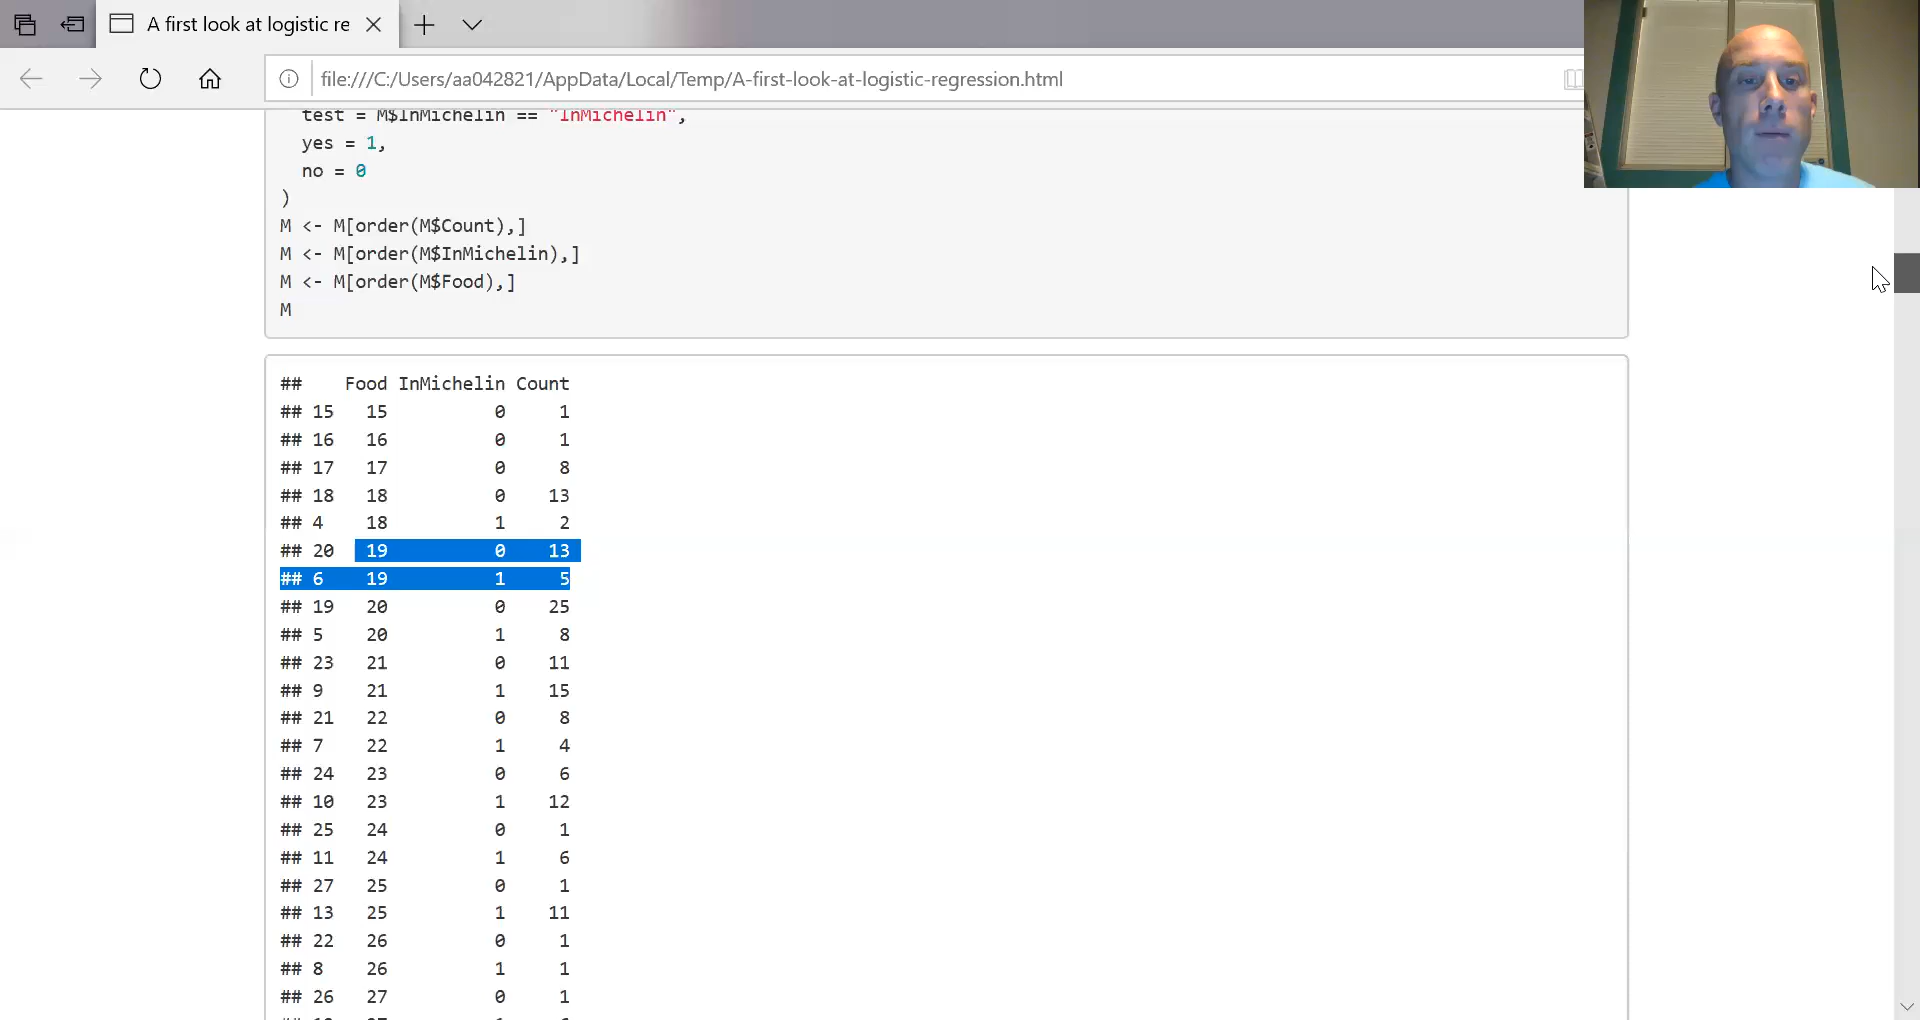 A first look at logistic re
file:///C:/Users/aa042821/AppData/Local/Temp/A-first-look-at-logistic-regression.html
test = M$InMichelin == "InMichelin",
yes = 1,
no = 0
)
M <- M[order(M$Count),]
M <- M[order(M$InMichelin),]
M <- M[order(M$Food),]
M
## Food InMichelin Count
## 15 15 0 1
## 16 16 0 1
## 17 17 0 8
## 18 18 0 13
## 4 18 1 2
## 20 19 0 13
## 6 19 1 5
## 19 20 0 25
## 5 20 1 8
## 23 21 0 11
## 9 21 1 15
## 21 22 0 8
## 7 22 1 4
## 24 23 0 6
## 10 23 1 12
## 25 24 0 1
## 11 24 1 6
## 27 25 0 1
## 13 25 1 11
## 22 26 0 1
## 8 26 1 1
## 26 27 0 1